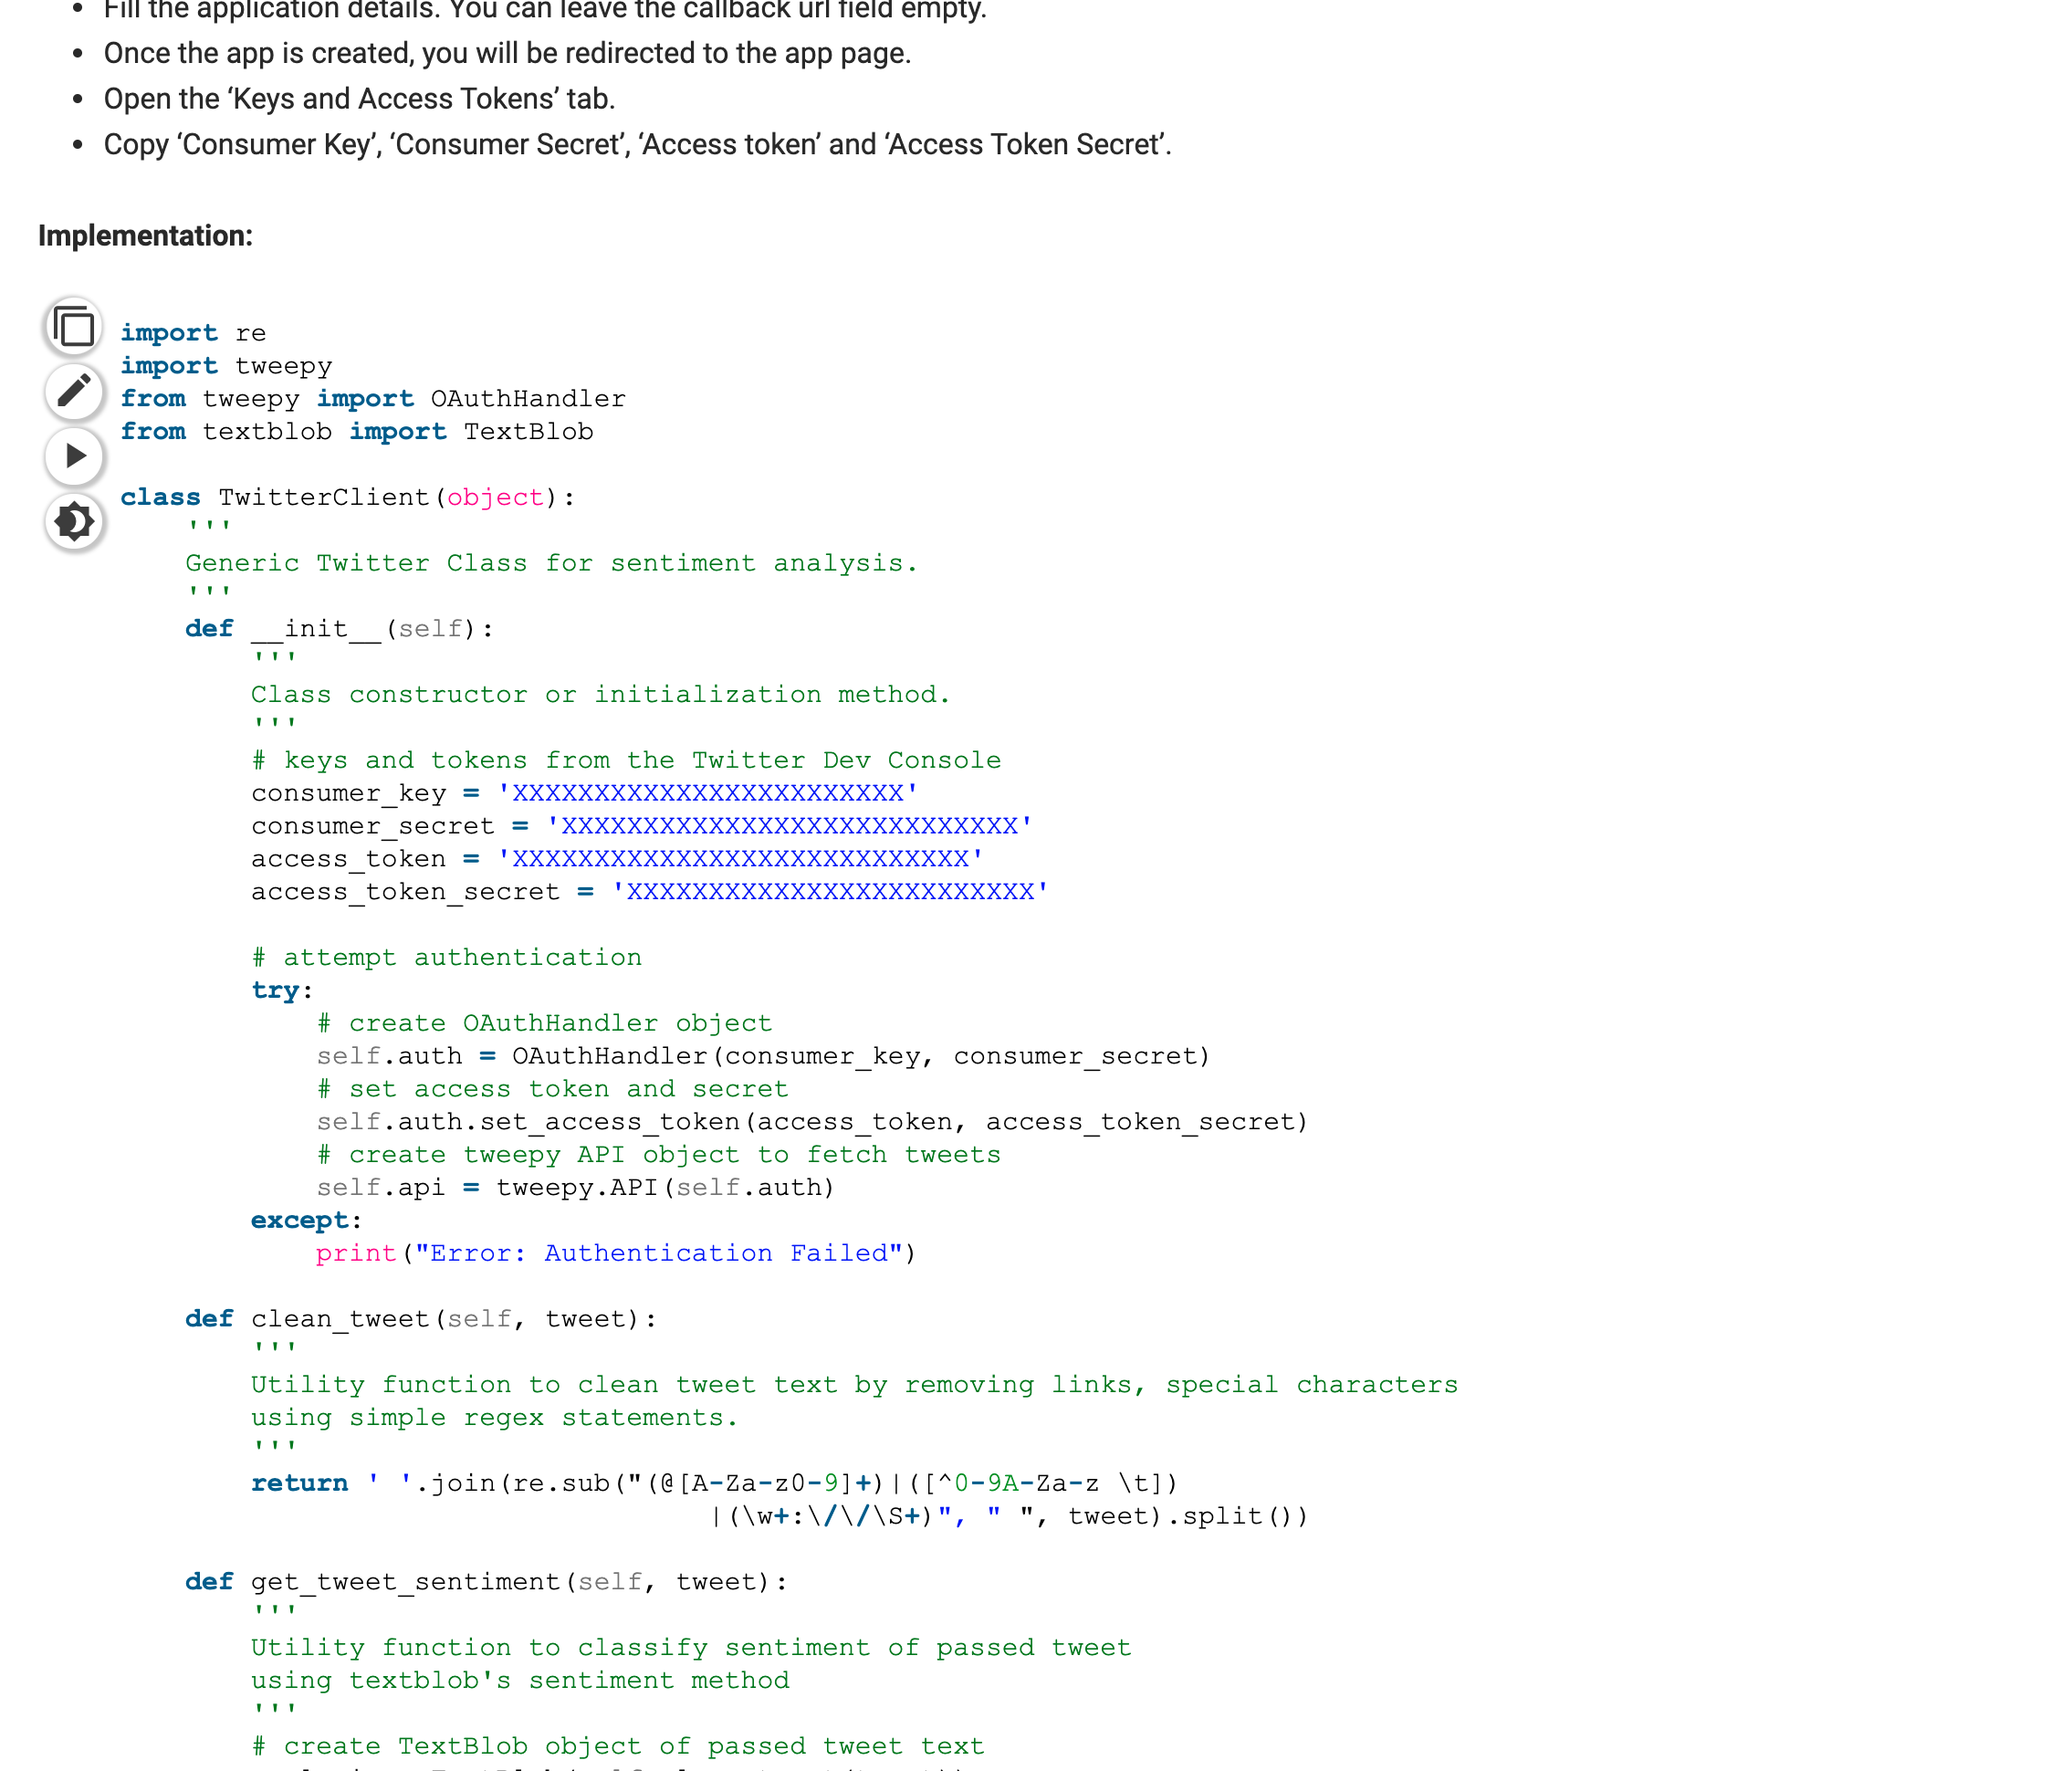 Fill the application details. You can leave the callback url field empty.
Once the app is created, you will be redirected to the app page.
Open the ‘Keys and Access Tokens’ tab.
Copy ‘Consumer Key’, ‘Consumer Secret’, ‘Access token’ and ‘Access Token Secret’.
Implementation:
import re
import tweepy
from tweepy import OAuthHandler
from textblob import TextBlob
class TwitterClient(object):
'''
Generic Twitter Class for sentiment analysis.
'''
def __init__(self):
'''
Class constructor or initialization method.
'''
# keys and tokens from the Twitter Dev Console
consumer_key = 'XXXXXXXXXXXXXXXXXXXXXXXX'
consumer_secret = 'XXXXXXXXXXXXXXXXXXXXXXXXXXXX'
access_token = 'XXXXXXXXXXXXXXXXXXXXXXXXXXXX'
access_token_secret = 'XXXXXXXXXXXXXXXXXXXXXXXXX'
# attempt authentication
try:
# create OAuthHandler object
self.auth = OAuthHandler(consumer_key, consumer_secret)
# set access token and secret
self.auth.set_access_token(access_token, access_token_secret)
# create tweepy API object to fetch tweets
self.api = tweepy.API(self.auth)
except:
print("Error: Authentication Failed")
def clean_tweet(self, tweet):
'''
Utility function to clean tweet text by removing links, special characters
using simple regex statements.
'''
return ' '.join(re.sub("(@[A-Za-z0-9]+)|([^0-9A-Za-z \t])
|(\w+:\/\/\S+)", " ", tweet).split())
def get_tweet_sentiment(self, tweet):
'''
Utility function to classify sentiment of passed tweet
using textblob's sentiment method
'''
# create TextBlob object of passed tweet text